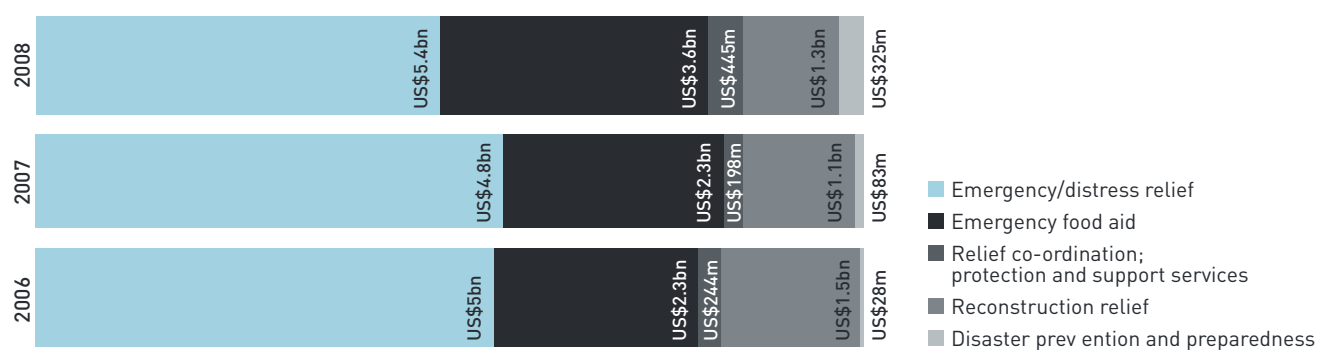 2008
US$5.4bn
US$3.6bn
US$445m
US$1.3bn
US$325m
2007
US$4.8bn
US$2.3bn
US$198m
US$1.1bn
US$83m
2006
US$5bn
US$2.3bn
US$244m
US$1.5bn
US$28m
Emergency/distress relief
Emergency food aid
Relief co-ordination;
protection and support services
Reconstruction relief
Disaster prev ention and preparedness